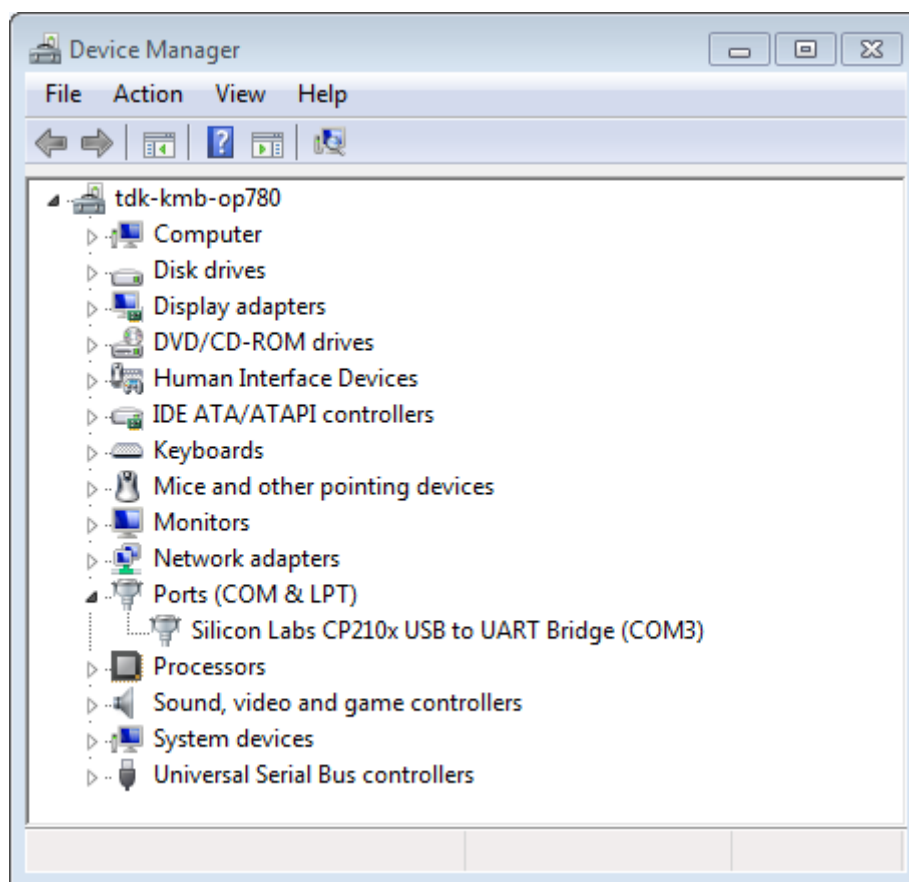 Device Manager
File Action View Help
?
tdk-kmb-op780
Computer
Disk drives
Display adapters
DVD/CD-ROM drives
Human Interface Devices
IDE ATA/ATAPI controllers
Keyboards
Mice and other pointing devices
Monitors
Network adapters
Ports (COM & LPT)
Silicon Labs CP210x USB to UART Bridge (COM3)
Processors
Sound, video and game controllers
System devices
Universal Serial Bus controllers